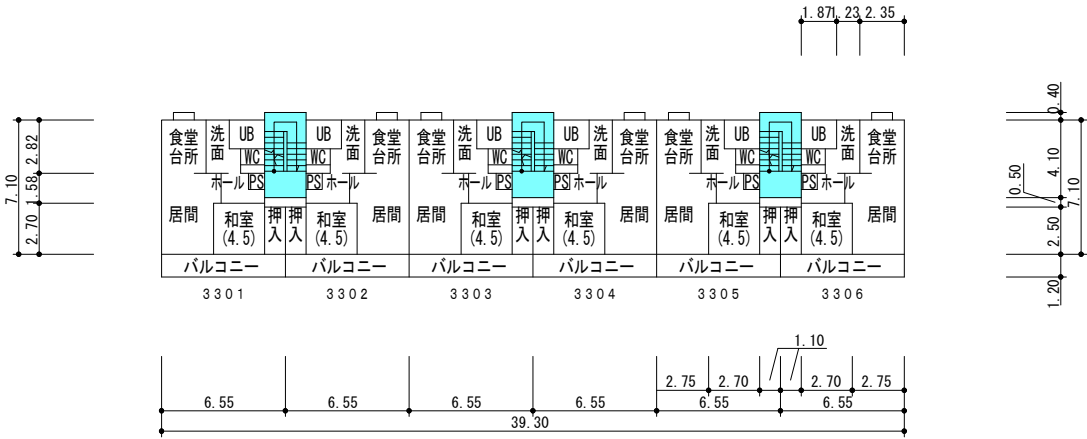 1.87 1.23 2.35
0.40
4.10
0.50
2.50
7.10
1.20
7.10
2.82
1.58
2.70
食堂 台所
洗面
UB
UB
洗面
食堂 台所
食堂 台所
洗面
UB
UB
洗面
食堂 台所
食堂 台所
洗面
UB
UB
洗面
食堂 台所
WC WC WC WC WC WC
ホール PS PS ホール ホール PS PS ホール ホール PS PS ホール
居間 和室 (4.5) 押入 押入 和室 (4.5) 居間
居間 和室 (4.5) 押入 押入 和室 (4.5) 居間
居間 和室 (4.5) 押入 押入 和室 (4.5) 居間
バルコニー バルコニー バルコニー バルコニー バルコニー バルコニー
3301 3302 3303 3304 3305 3306
1.10
2.75 2.70 2.70 2.75
6.55 6.55 6.55 6.55 6.55 6.55
39.30